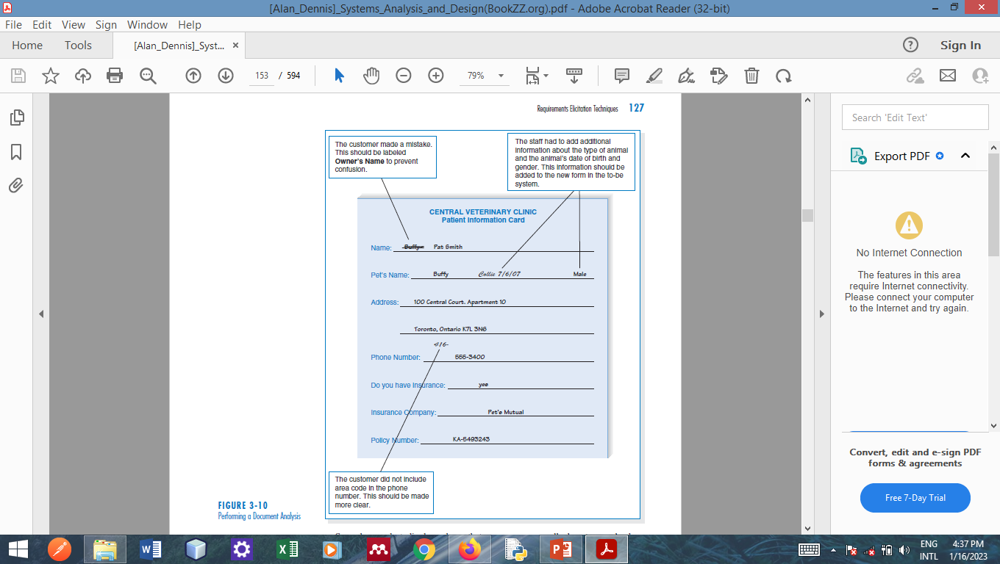 [Alan_Dennis]_Systems_Analysis_and_Design(BookZZ.org).pdf - Adobe Acrobat Reader (32-bit)
File Edit View Sign Window Help
Home Tools [Alan_Dennis]_Syst... × Sign In
153 / 594 79%
Requirements Elicitation Techniques 127
The customer made a mistake.
This should be labeled
Owner's Name to prevent
confusion.
The staff had to add additional
information about the type of animal
and the animal's date of birth and
gender. This information should be
added to the new form in the to-be
system.
CENTRAL VETERINARY CLINIC
Patient Information Card
Name: Buffy Pat Smith
Pet's Name: Buffy Collie 7/6/07 Male
Address: 100 Central Court. Apartment 10
Toronto, Ontario K7L 3N6
416-
Phone Number: 555-3400
Do you have insurance: yes
Insurance Company: Pet's Mutual
Policy Number: KA-5493243
The customer did not include
area code in the phone
number. This should be made
more clear.
FIGURE 3-10
Performing a Document Analysis
Search 'Edit Text'
Export PDF
No Internet Connection
The features in this area
require Internet connectivity.
Please connect your computer
to the Internet and try again.
Convert, edit and e-sign PDF
forms & agreements
Free 7-Day Trial
ENG
INTL
4:37 PM
1/16/2023